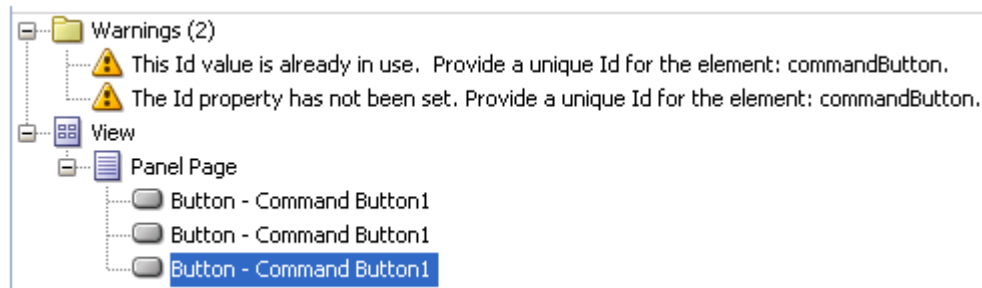 Warnings (2)
This Id value is already in use. Provide a unique Id for the element: commandButton.
The Id property has not been set. Provide a unique Id for the element: commandButton.
View
Panel Page
Button - Command Button1
Button - Command Button1
Button - Command Button1